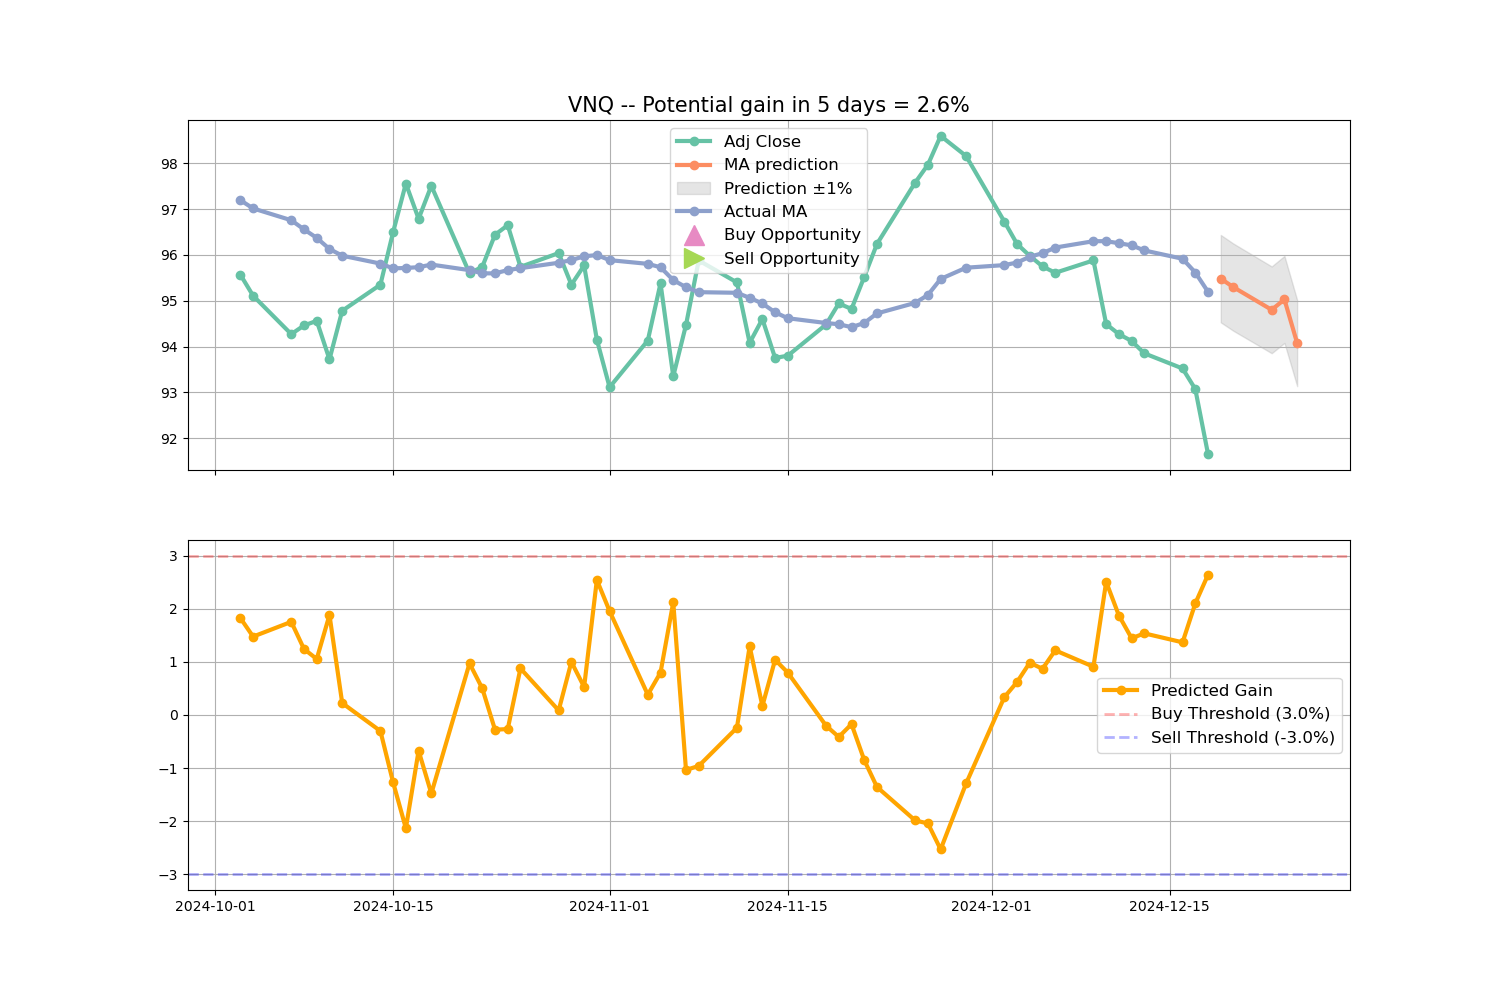 VNQ -- Potential gain in 5 days = 2.6%
98
97
96
95
94
93
92
Adj Close
MA prediction
Prediction ±1%
Actual MA
Buy Opportunity
Sell Opportunity
3
2
1
0
−1
−2
−3
Predicted Gain
Buy Threshold (3.0%)
Sell Threshold (-3.0%)
2024-10-01 2024-10-15 2024-11-01 2024-11-15 2024-12-01 2024-12-15